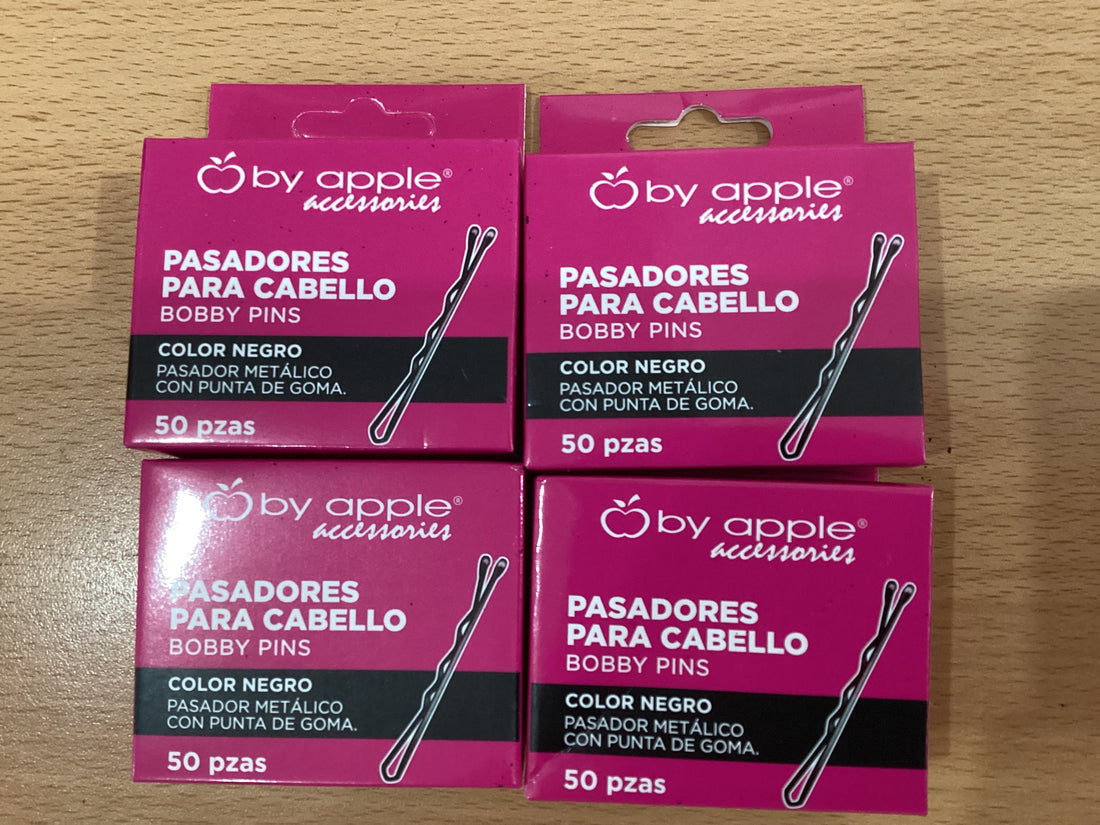 by apple®
accessories
PASADORES
PARA CABELLO
BOBBY PINS
COLOR NEGRO
PASADOR METÁLICO
CON PUNTA DE GOMA.
50 pzas
by apple®
accessories
PASADORES
PARA CABELLO
BOBBY PINS
COLOR NEGRO
PASADOR METÁLICO
CON PUNTA DE GOMA.
50 pzas
by apple®
accessories
PASADORES
PARA CABELLO
BOBBY PINS
COLOR NEGRO
PASADOR METÁLICO
CON PUNTA DE GOMA.
50 pzas
by apple®
accessories
PASADORES
PARA CABELLO
BOBBY PINS
COLOR NEGRO
PASADOR METÁLICO
CON PUNTA DE GOMA.
50 pzas